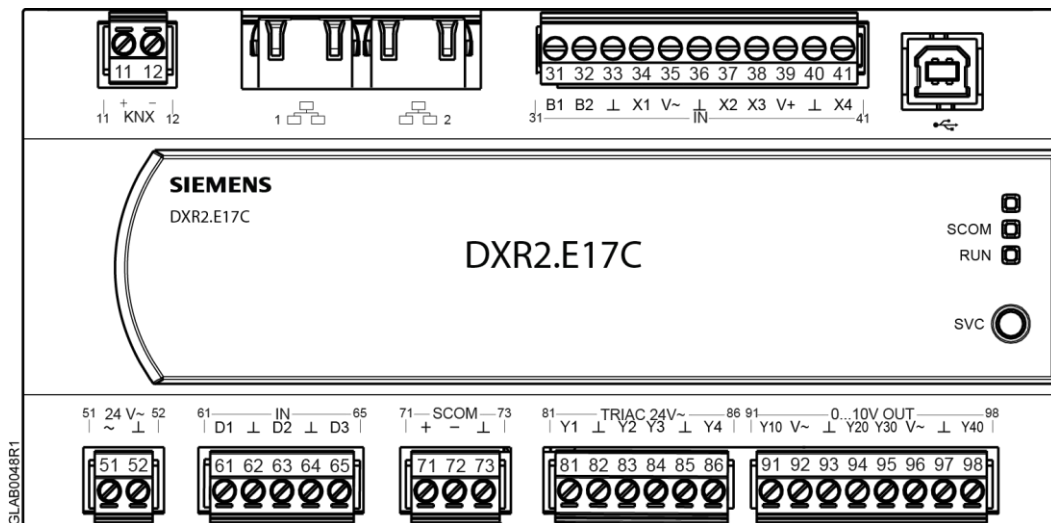 31 32 33 34 35 36 37 38 39 40 41
11 12
B1 B2 ⊥ X1 V~ ⊥ X2 X3 V+ ⊥ X4
11 + KNX − 12
1 2
31 IN 41
SIEMENS
DXR2.E17C
DXR2.E17C
SCOM
RUN
SVC
51 24 V~ 52
~ ⊥
61 IN 65
D1 ⊥ D2 ⊥ D3
71 SCOM 73
+ − ⊥
81 TRIAC 24V~ 86
Y1 ⊥ Y2 Y3 ⊥ Y4
91 0...10V OUT 98
Y10 V~ ⊥ Y20 Y30 V~ ⊥ Y40
51 52
61 62 63 64 65
71 72 73
81 82 83 84 85 86
91 92 93 94 95 96 97 98
GLAB0048R1